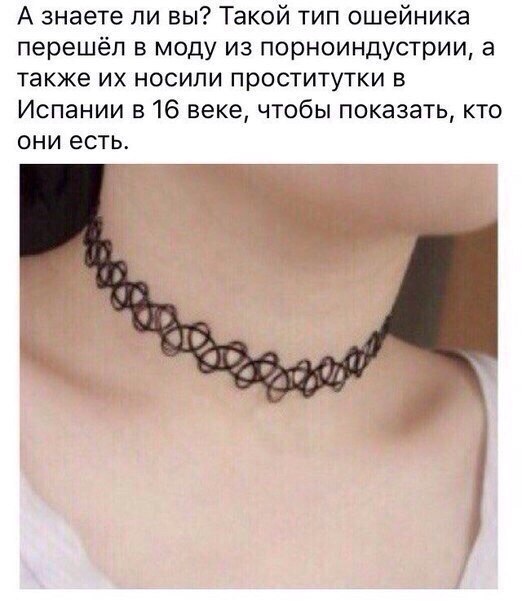 А знаете ли вы? Такой тип ошейника
перешёл в моду из порноиндустрии, а
также их носили проститутки в
Испании в 16 веке, чтобы показать, кто
они есть.